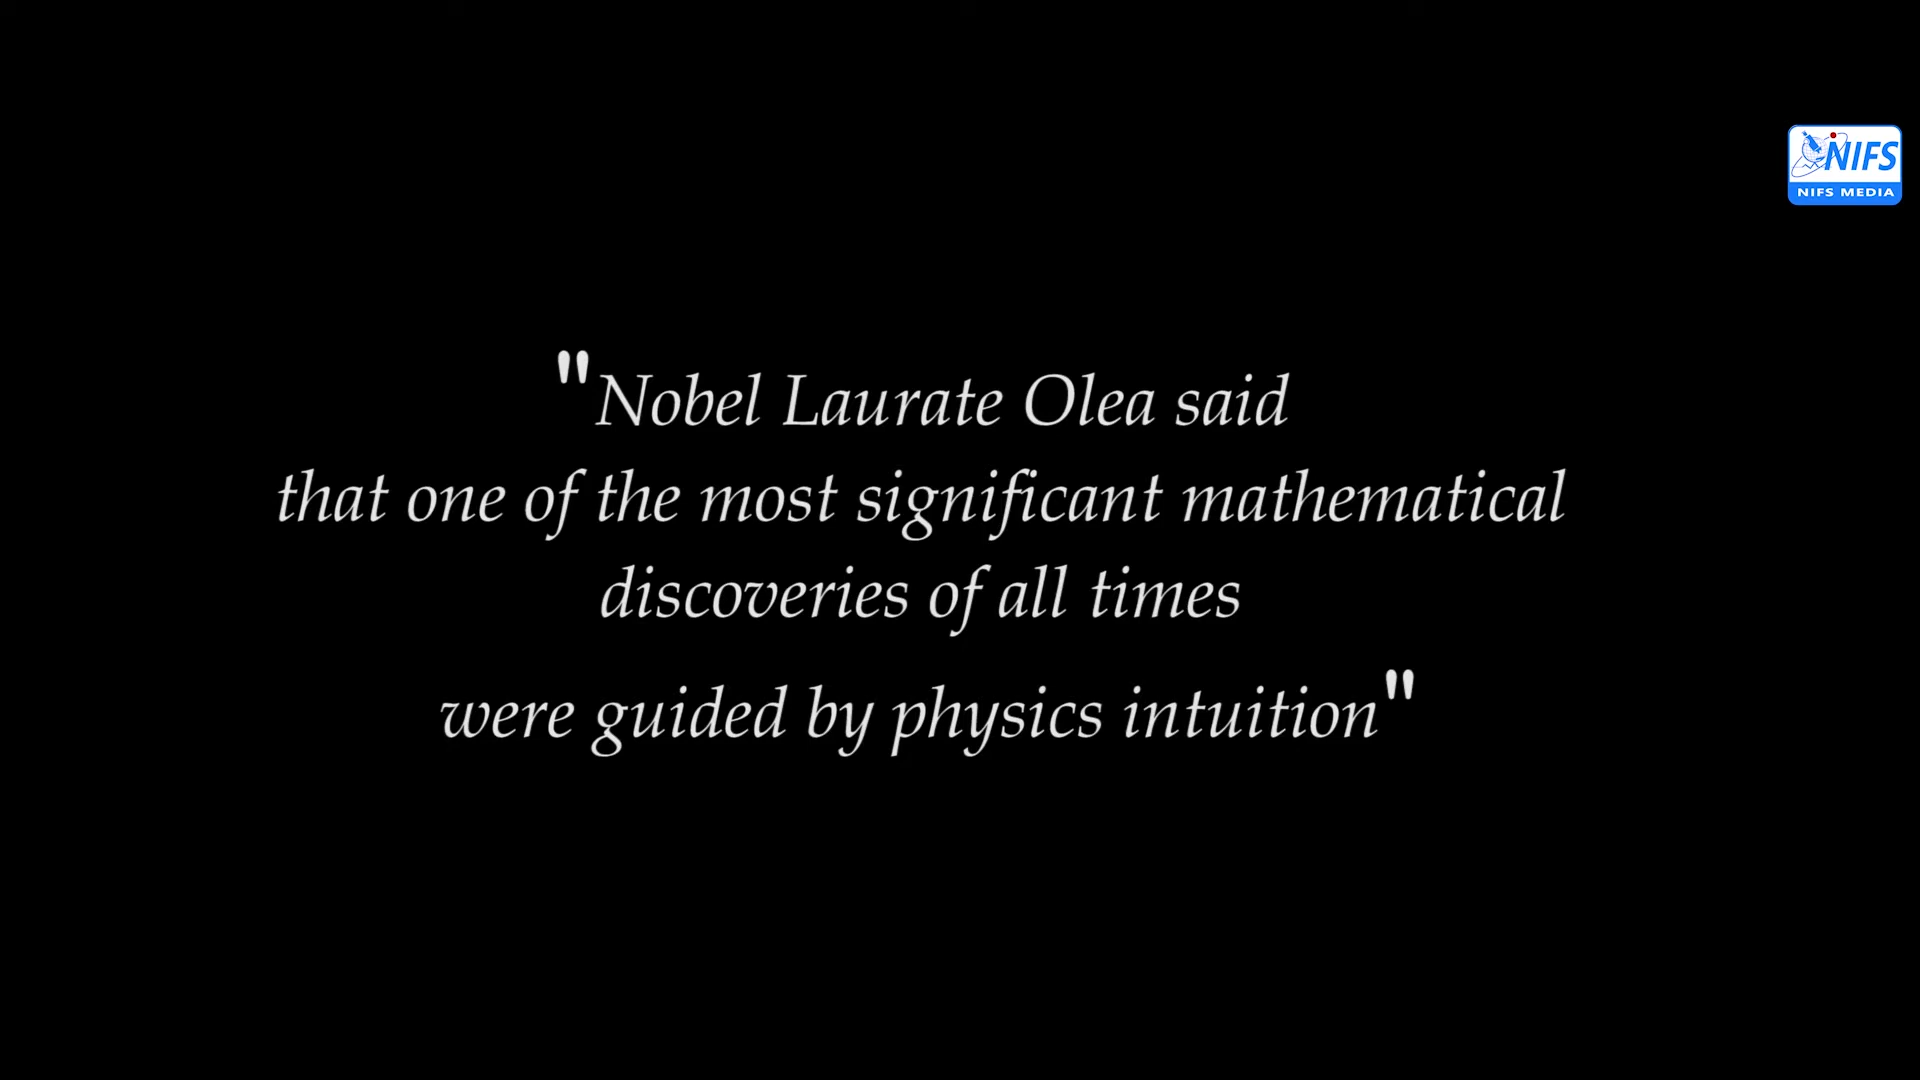 "Nobel Laurate Olea said
that one of the most significant mathematical
discoveries of all times
were guided by physics intuition"
NIFS
NIFS MEDIA